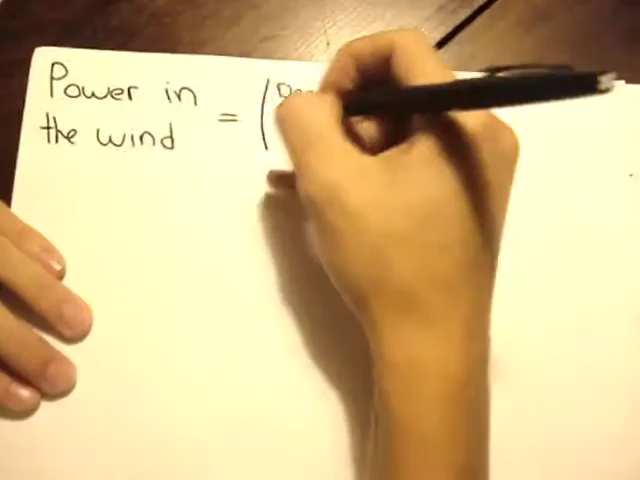 Power in
the wind = (